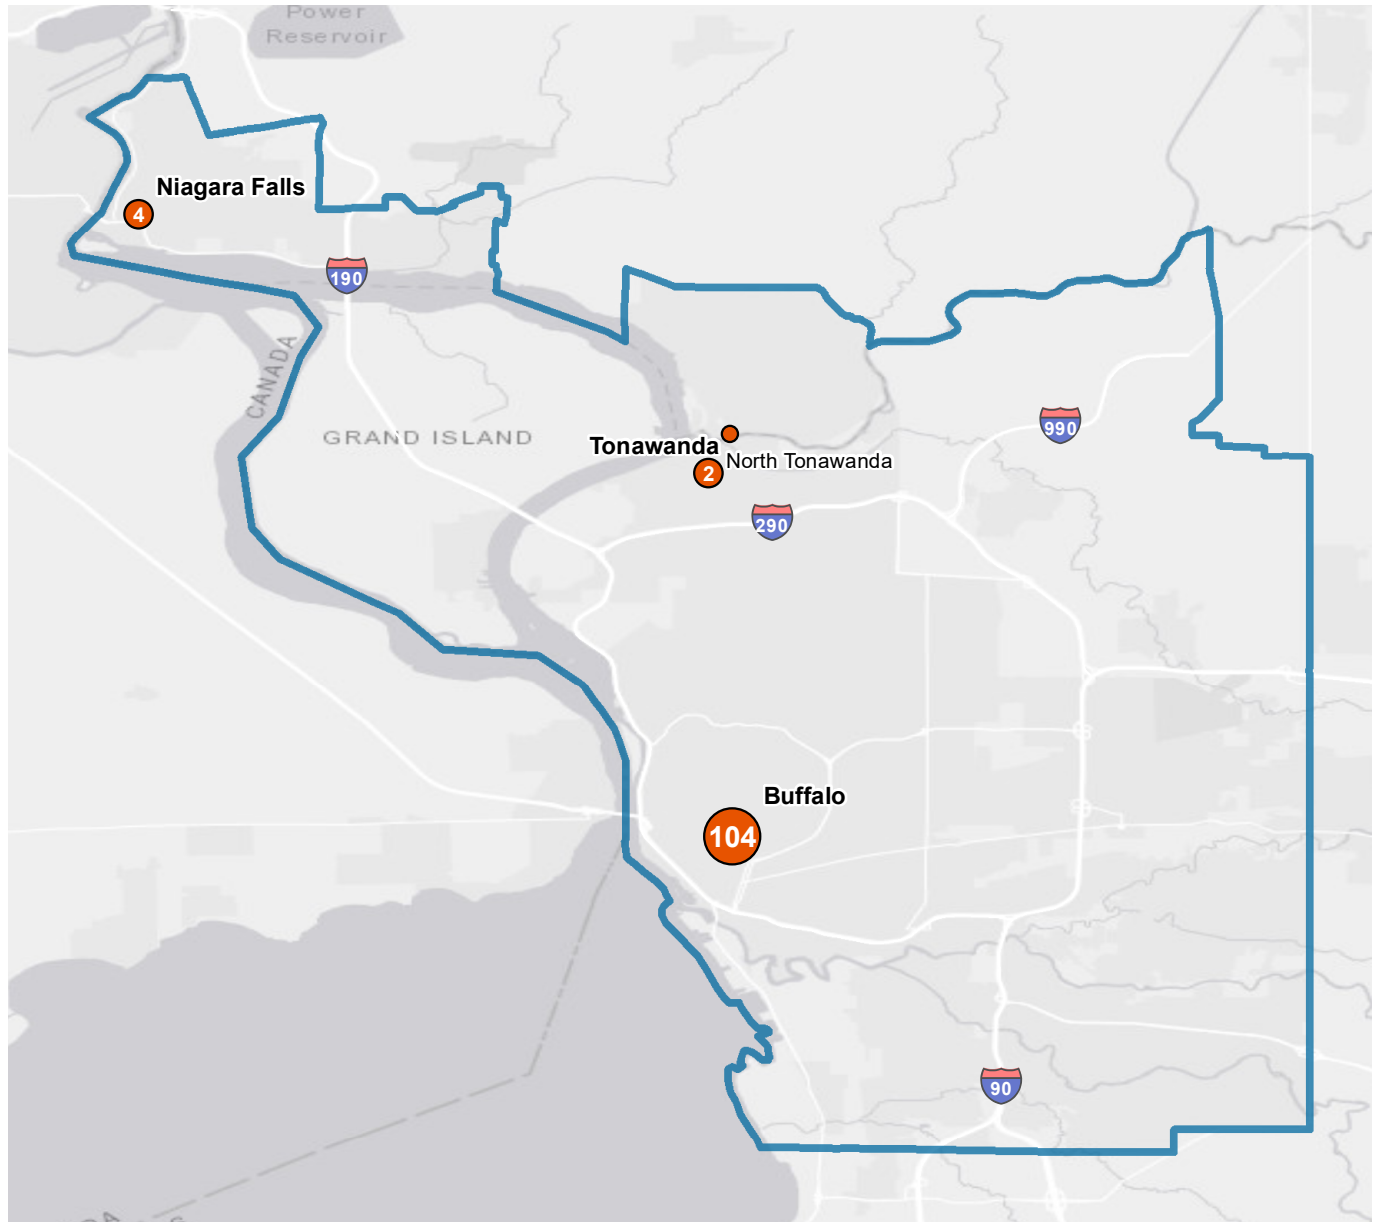 Power
Reservoir
Niagara Falls
4
190
CANADA
GRAND ISLAND
990
Tonawanda
North Tonawanda
2
290
Buffalo
104
90